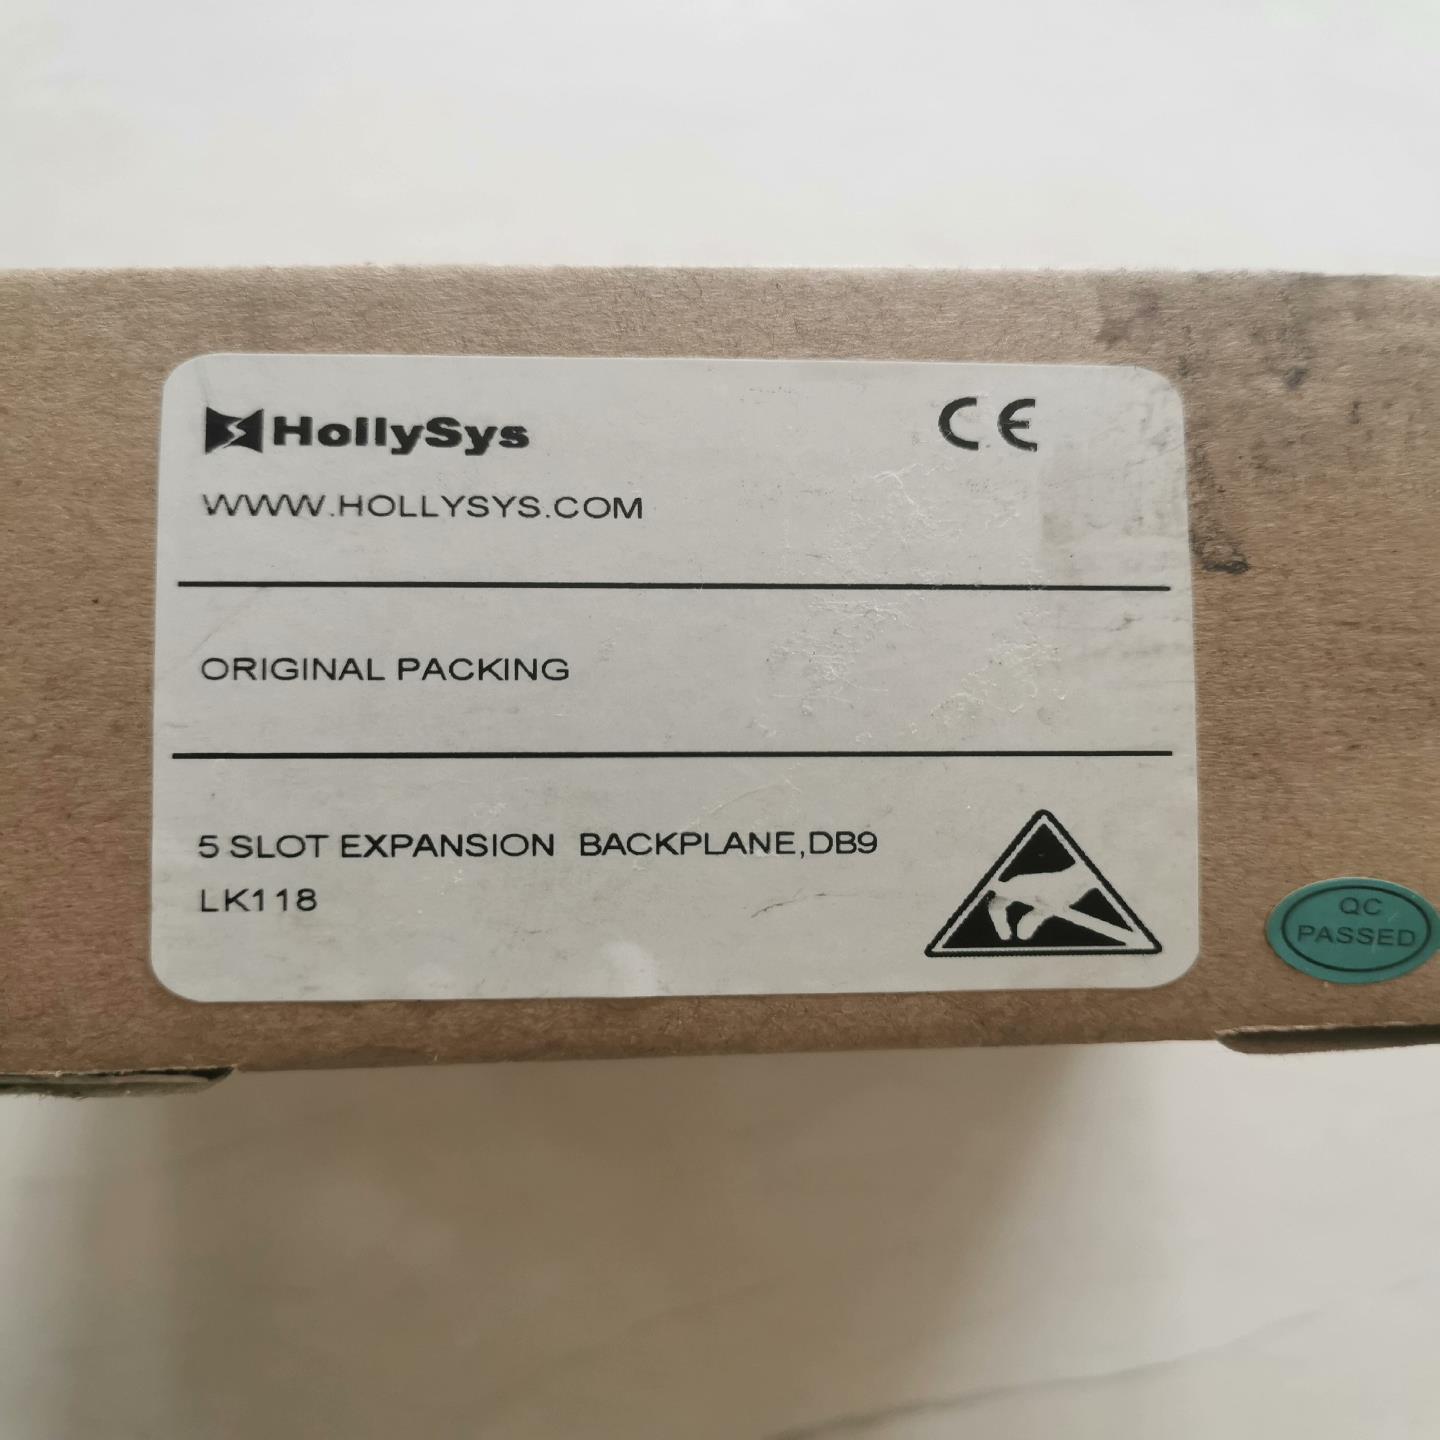 HollySys
CE
WWW.HOLLYSYS.COM
ORIGINAL PACKING
5 SLOT EXPANSION BACKPLANE,DB9
LK118
QC
PASSED